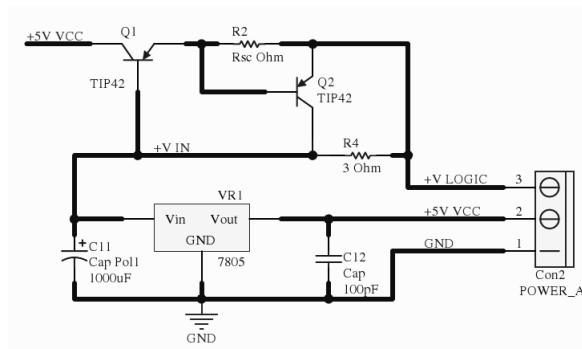 +5V VCC
Q1
TIP42
R2
Rsc Ohm
Q2
TIP42
+V IN
R4
3 Ohm
+V LOGIC
3
VR1
Vin
Vout
GND
7805
+5V VCC
2
GND
1
C11
Cap Pol1
1000uF
C12
Cap
100pF
Con2
POWER_A
GND